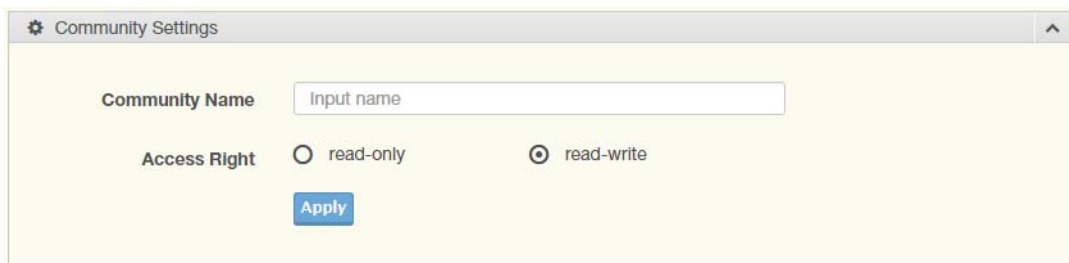 Community Settings
Community Name Input name
Access Right read-only read-write
Apply